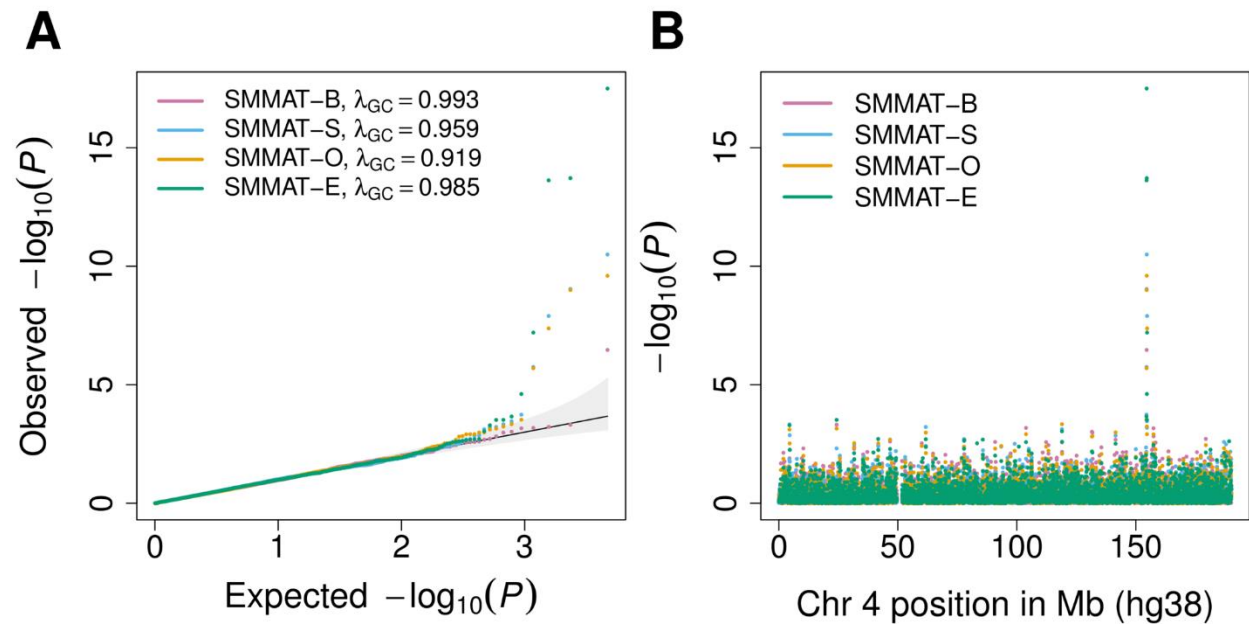 A
Observed −log10(P)
SMMAT−B, λGC = 0.993
SMMAT−S, λGC = 0.959
SMMAT−O, λGC = 0.919
SMMAT−E, λGC = 0.985
15
10
5
0
0 1 2 3
Expected −log10(P)
B
−log10(P)
SMMAT−B
SMMAT−S
SMMAT−O
SMMAT−E
15
10
5
0
0 50 100 150
Chr 4 position in Mb (hg38)